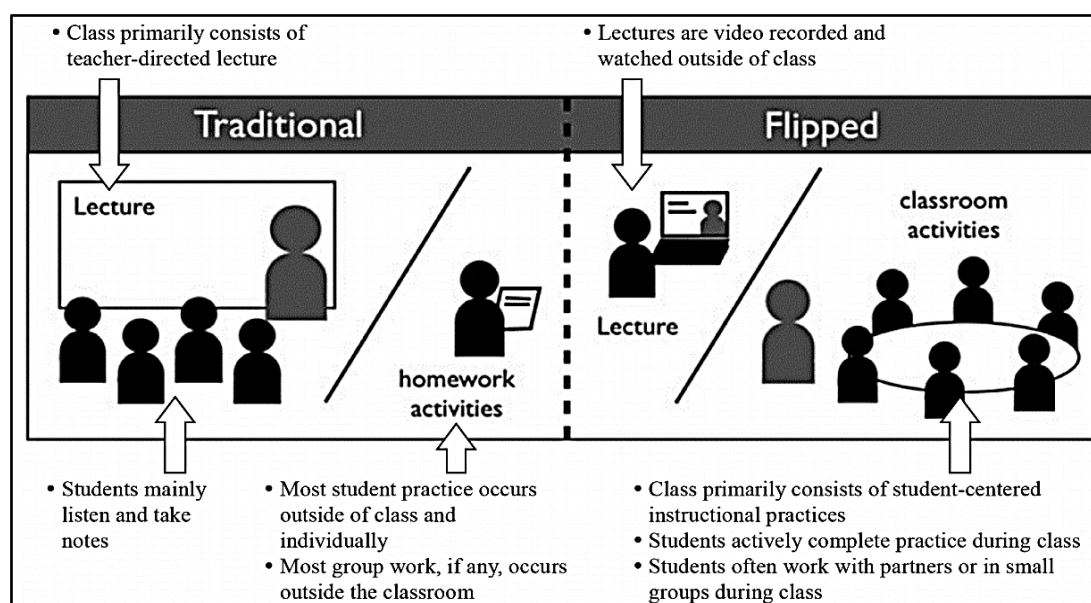 • Class primarily consists of
teacher-directed lecture
• Lectures are video recorded and
watched outside of class
Traditional
Flipped
Lecture
homework
activities
Lecture
classroom
activities
• Students mainly
listen and take
notes
• Most student practice occurs
outside of class and
individually
• Most group work, if any, occurs
outside the classroom
• Class primarily consists of student-centered
instructional practices
• Students actively complete practice during class
• Students often work with partners or in small
groups during class